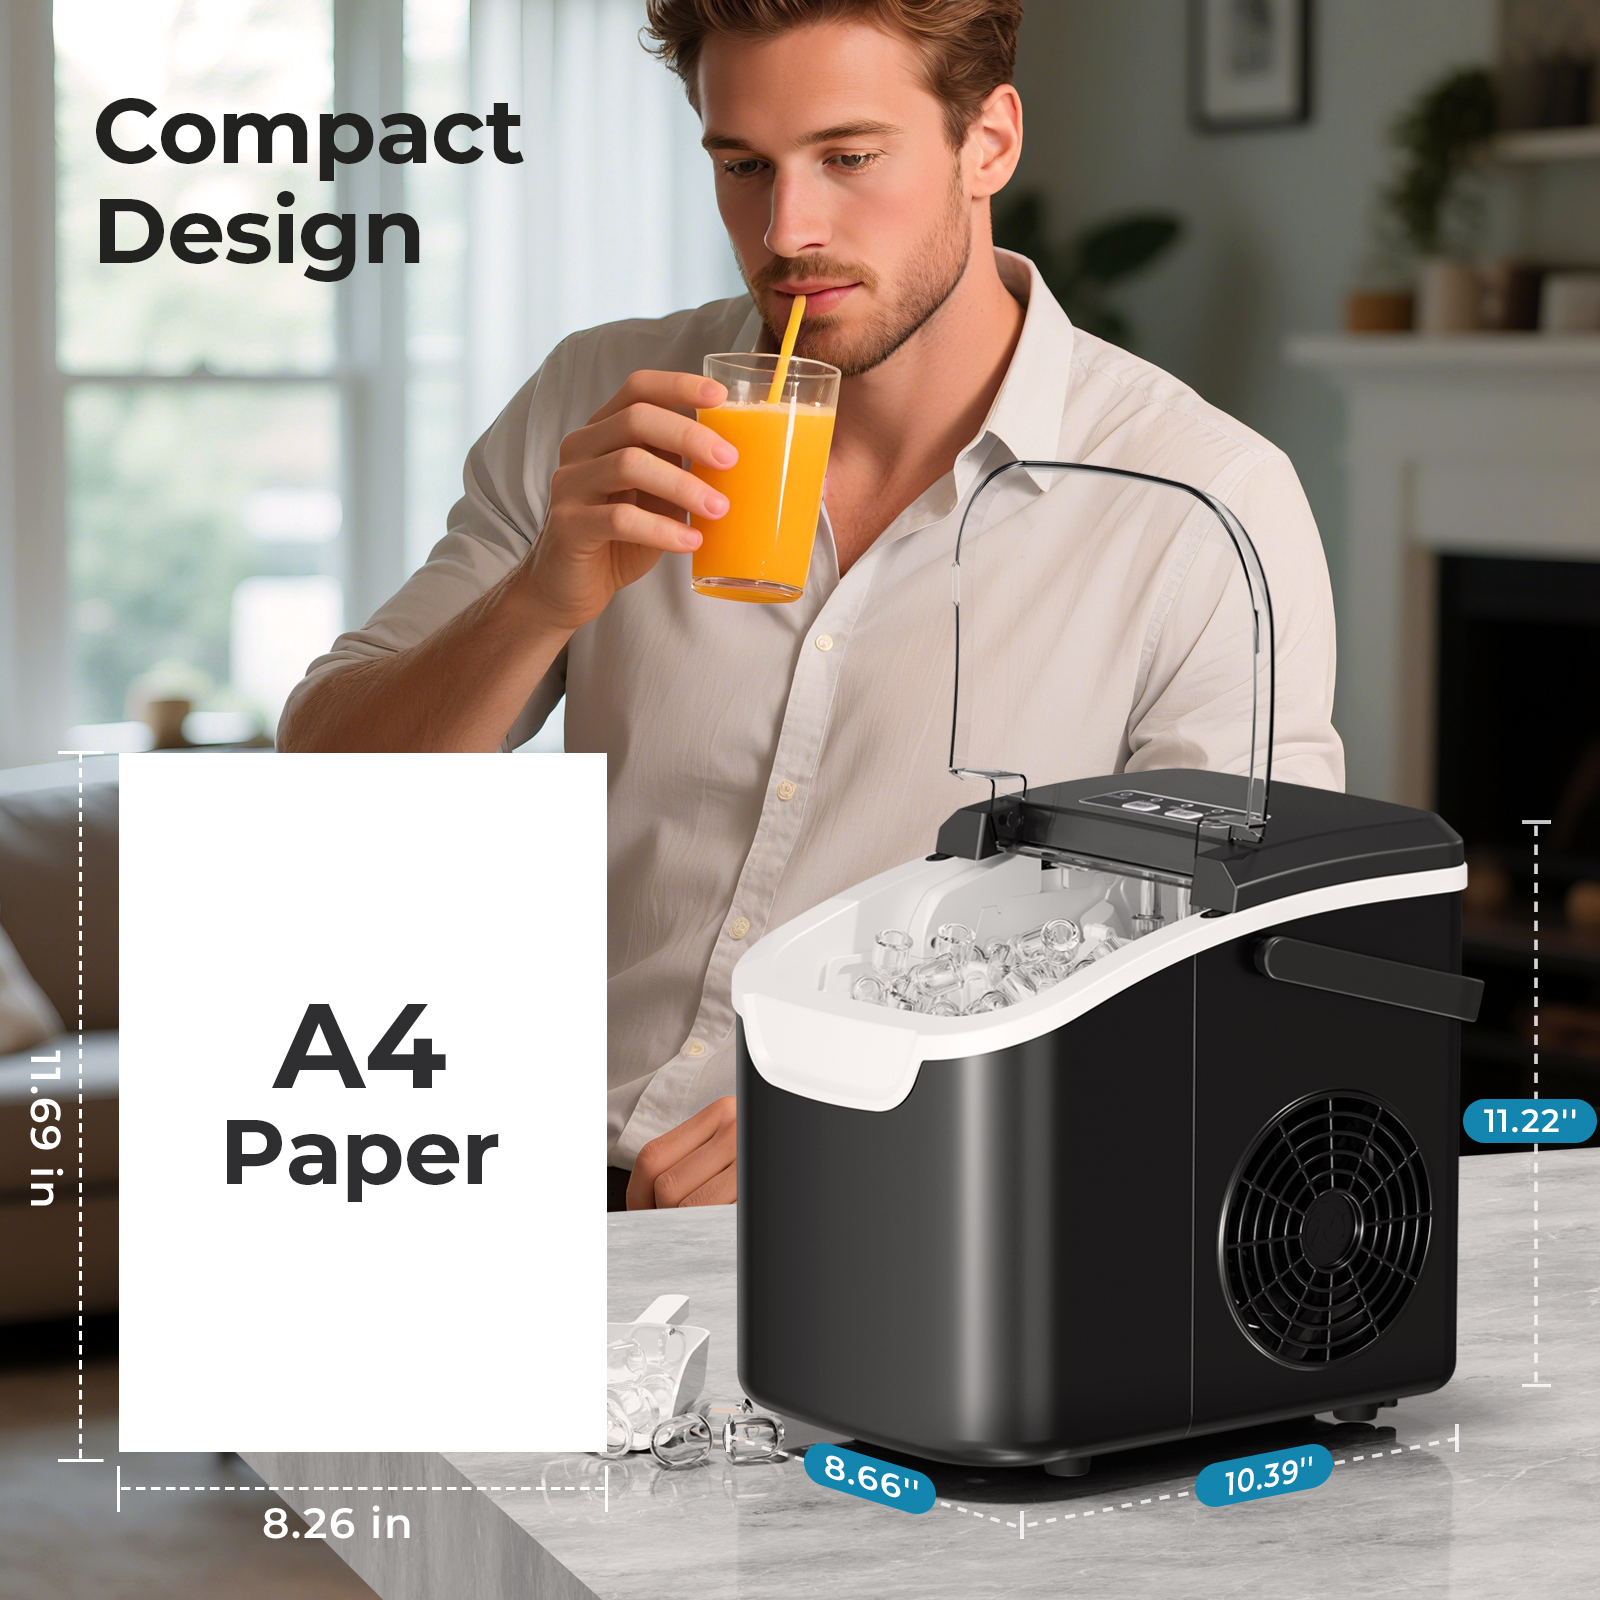 Compact
Design
11.69 in
A4
Paper
8.26 in
11.22''
8.66''
10.39''